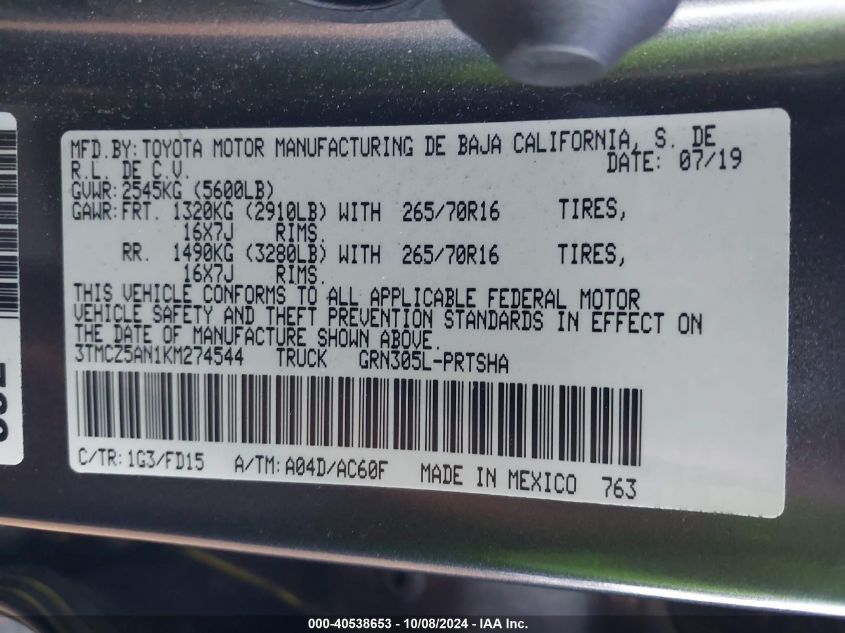 MFD.BY:TOYOTA MOTOR MANUFACTURING DE BAJA CALIFORNIA, S. DE
R.L. DE C.V. DATE: 07/19
GVWR:2545KG (5600LB)
GAWR:FRT. 1320KG (2910LB) WITH 265/70R16 TIRES,
16X7J RIMS.
RR. 1490KG (3280LB) WITH 265/70R16 TIRES,
16X7J RIMS.
THIS VEHICLE CONFORMS TO ALL APPLICABLE FEDERAL MOTOR
VEHICLE SAFETY AND THEFT PREVENTION STANDARDS IN EFFECT ON
THE DATE OF MANUFACTURE SHOWN ABOVE.
3TMCZ5AN1KM274544 TRUCK GRN305L-PRTSHA
C/TR:1G3/FD15 A/TM:A04D/AC60F MADE IN MEXICO 763
000-40538653 - 10/08/2024 - IAA Inc.